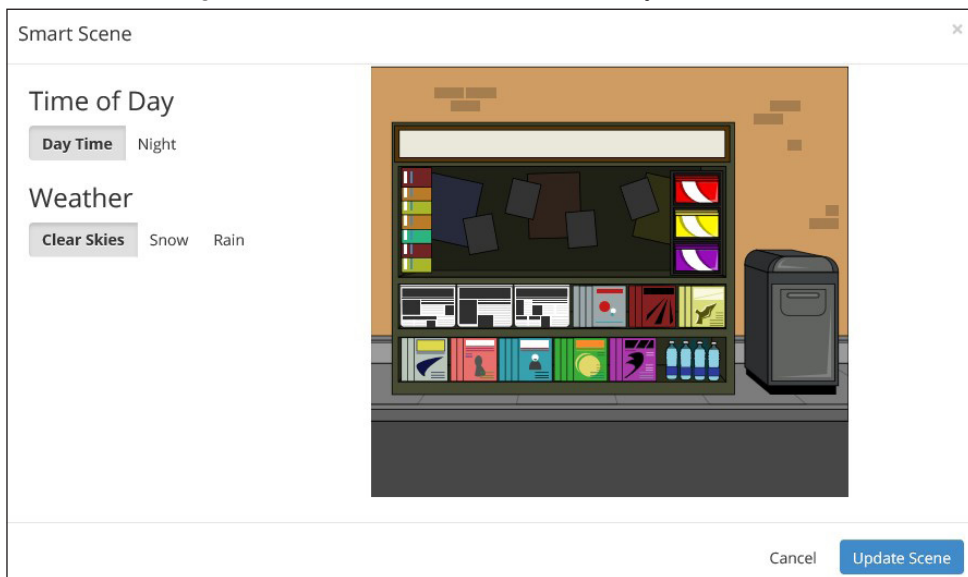 Smart Scene
×
Time of Day
Day Time Night
Weather
Clear Skies Snow Rain
Cancel Update Scene